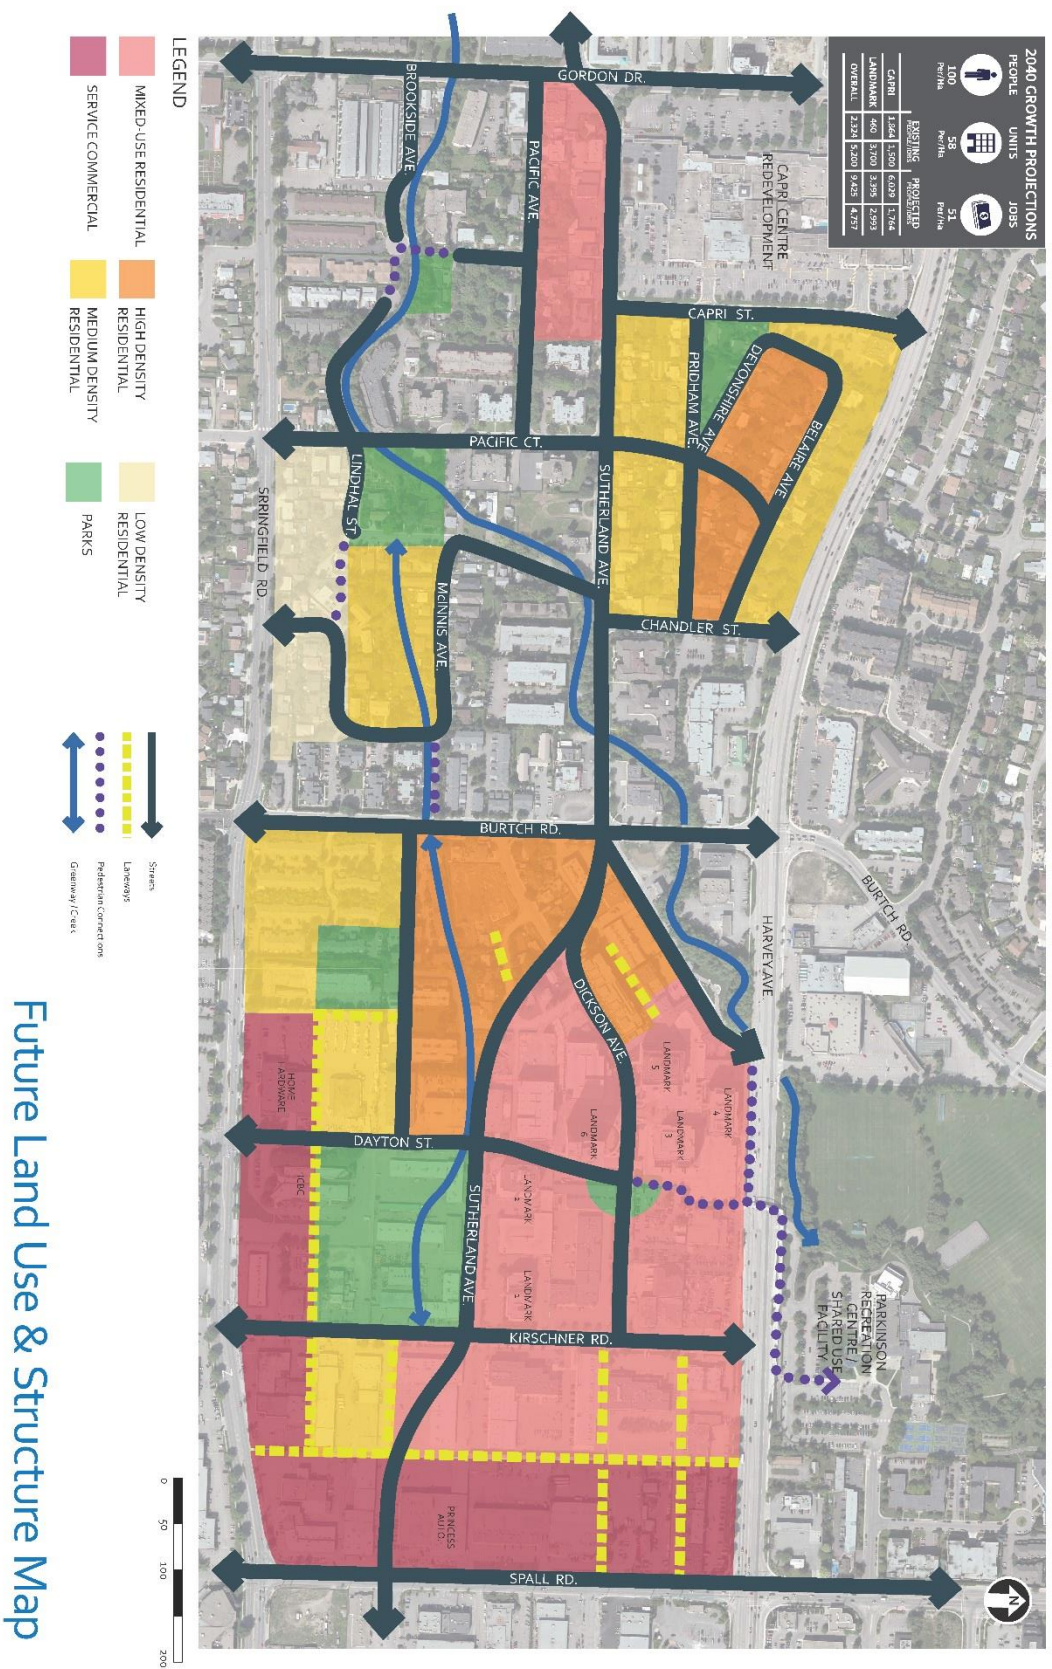 2040 GROWTH PROJECTIONS
PEOPLE
UNITS
JOBS
100
Per/Ha
58
Per/Ha
51
Per/Ha
EXISTING
PROJECTED
CAPRI 1,864 1,500 6,029 1,764
LANDMARK 460 3,700 3,395 2,993
OVERALL 2,324 5,200 9,425 4,757
GORDON DR.
BROOKSIDE AVE.
PACIFIC AVE.
CAPRI CENTRE
REDEVELOPMENT
CAPRI ST.
DEVONSHIRE AVE
PRIDHAM AVE.
BELAIRE AVE.
PACIFIC CT.
SUTHERLAND AVE.
LINDHAL ST.
SRRINGFIELD RD.
McINNIS AVE.
CHANDLER ST.
BURTCH RD.
BURTCH RD.
HARVEY AVE
DICKSON AVE.
LANDMARK
5
LANDMARK
4
LANDMARK
3
LANDMARK
6
LANDMARK
2
LANDMARK
1
HOME
ARDWARE
ICBC
DAYTON ST.
SUTHERLAND AVE.
KIRSCHNER RD.
PARKINSON
RECREATION
CENTRE /
SHARED USE
FACILITY
PRINCESS
AUTO.
SPALL RD.
N
LEGEND
MIXED-USE RESIDENTIAL
SERVICE COMMERCIAL
HIGH DENSITY
RESIDENTIAL
MEDIUM DENSITY
RESIDENTIAL
LOW DENSITY
RESIDENTIAL
PARKS
Streets
Laneways
Pedestrian Connections
Greenway / Creek
0
50
100
200
Future Land Use & Structure Map